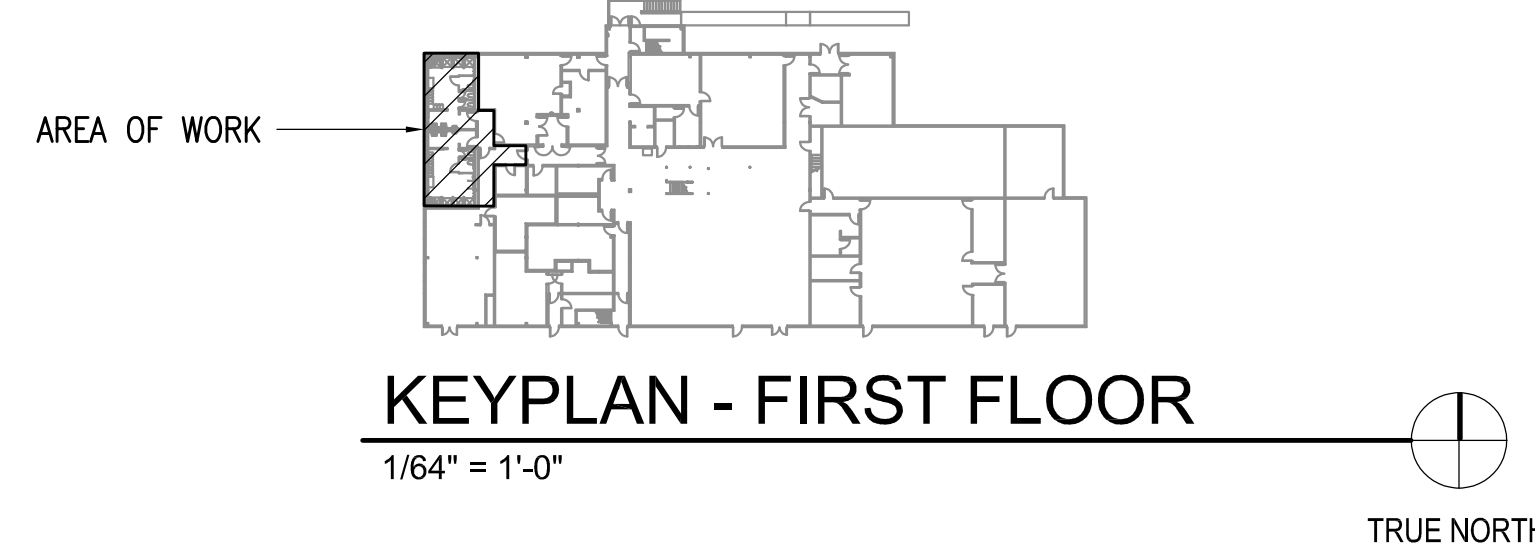 AREA OF WORK
KEYPLAN - FIRST FLOOR
1/64" = 1'-0"
TRUE NORTH